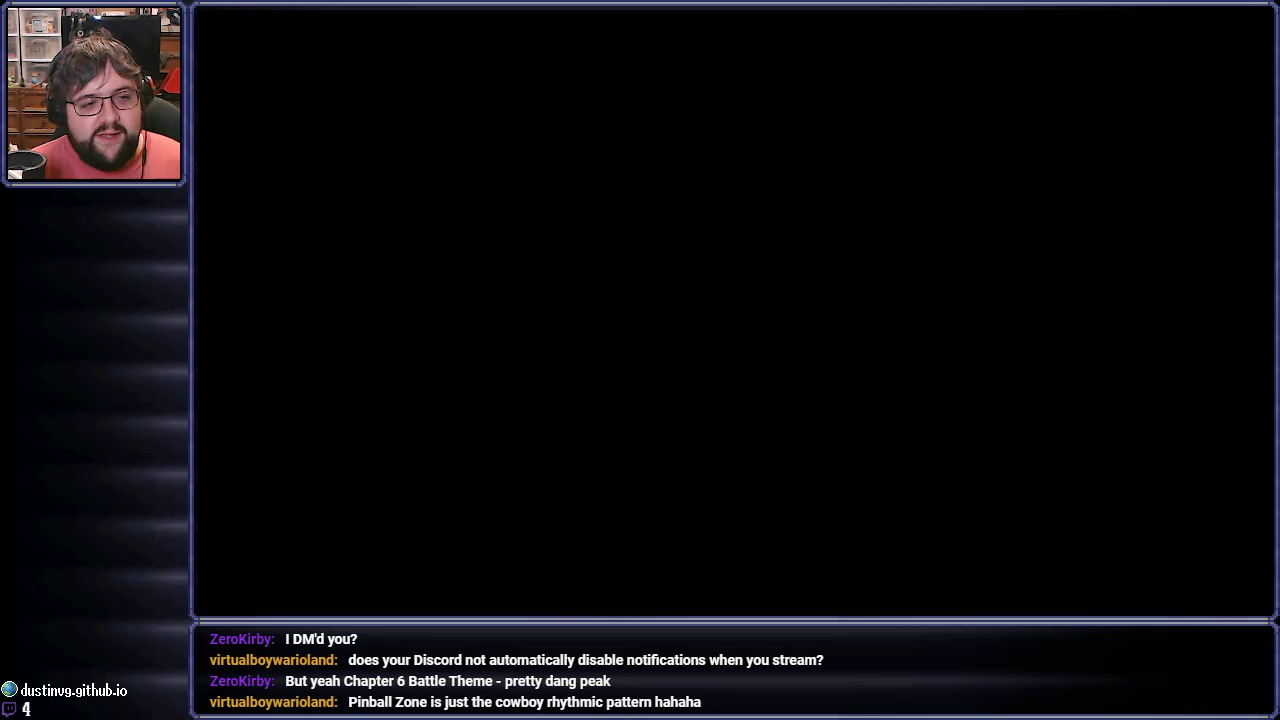 ZeroKirby: I DM'd you?
virtualboywarioland: does your Discord not automatically disable notifications when you stream?
ZeroKirby: But yeah Chapter 6 Battle Theme - pretty dang peak
virtualboywarioland: Pinball Zone is just the cowboy rhythmic pattern hahaha
dustinvg.github.io
4